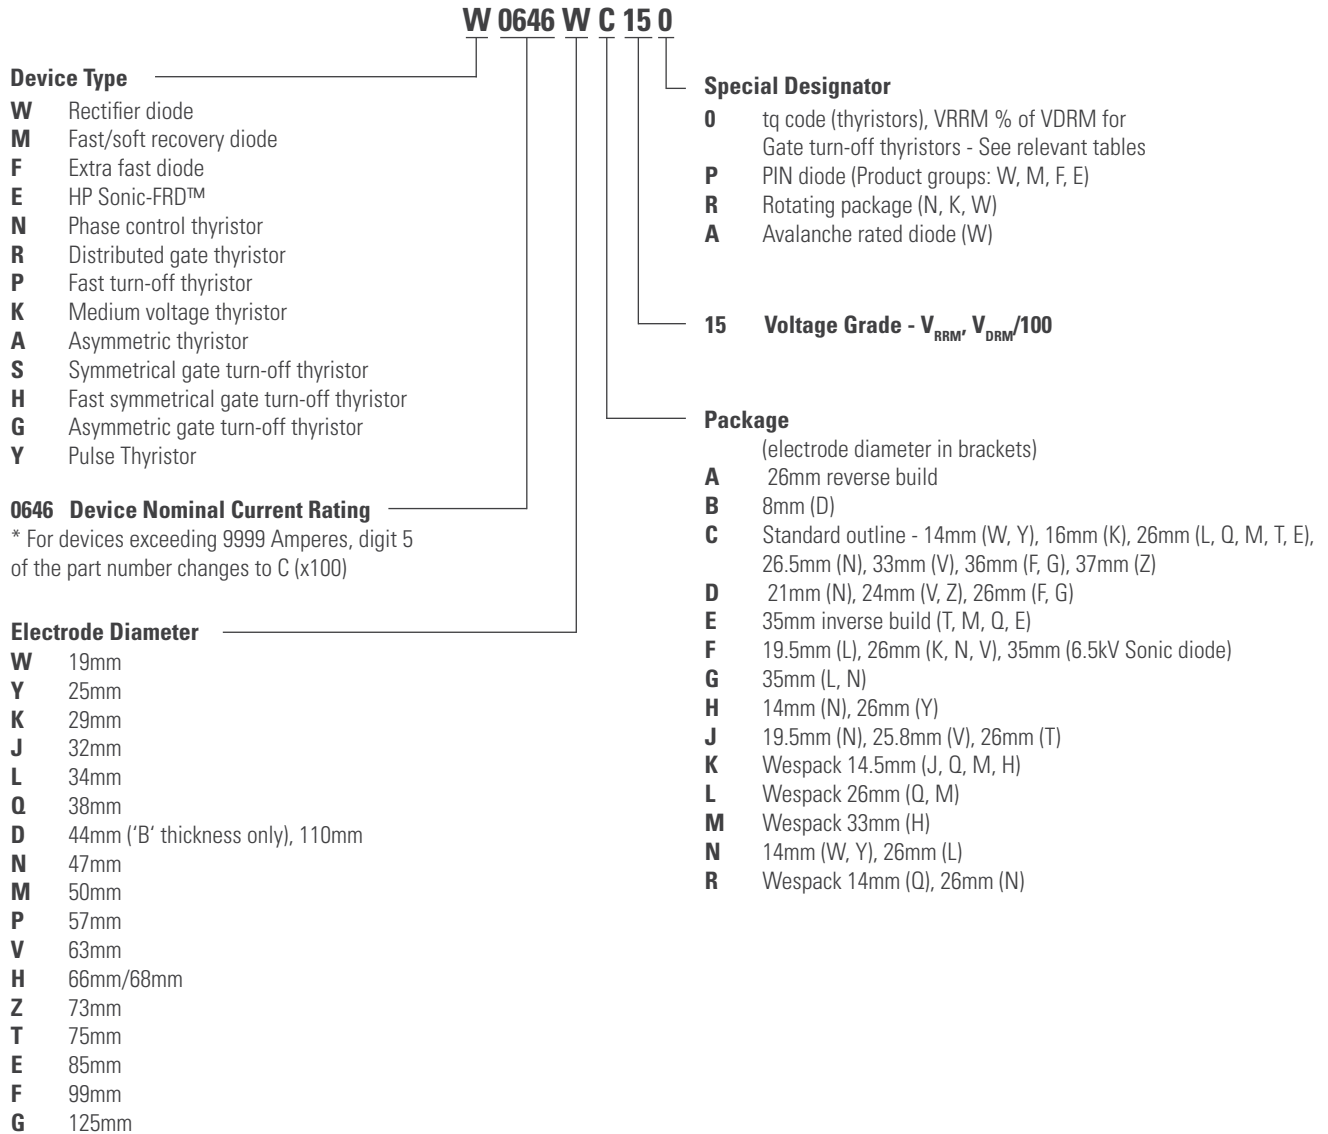 W 0646 W C 15 0
Device Type
W Rectifier diode
M Fast/soft recovery diode
F Extra fast diode
E HP Sonic-FRD™
N Phase control thyristor
R Distributed gate thyristor
P Fast turn-off thyristor
K Medium voltage thyristor
A Asymmetric thyristor
S Symmetrical gate turn-off thyristor
H Fast symmetrical gate turn-off thyristor
G Asymmetric gate turn-off thyristor
Y Pulse Thyristor
0646 Device Nominal Current Rating
* For devices exceeding 9999 Amperes, digit 5
of the part number changes to C (x100)
Electrode Diameter
W 19mm
Y 25mm
K 29mm
J 32mm
L 34mm
Q 38mm
D 44mm (‘B’ thickness only), 110mm
N 47mm
M 50mm
P 57mm
V 63mm
H 66mm/68mm
Z 73mm
T 75mm
E 85mm
F 99mm
G 125mm
Special Designator
0 tq code (thyristors), VRRM % of VDRM for
Gate turn-off thyristors - See relevant tables
P PIN diode (Product groups: W, M, F, E)
R Rotating package (N, K, W)
A Avalanche rated diode (W)
15 Voltage Grade - VRRM, VDRM/100
Package
(electrode diameter in brackets)
A 26mm reverse build
B 8mm (D)
C Standard outline - 14mm (W, Y), 16mm (K), 26mm (L, Q, M, T, E),
26.5mm (N), 33mm (V), 36mm (F, G), 37mm (Z)
D 21mm (N), 24mm (V, Z), 26mm (F, G)
E 35mm inverse build (T, M, Q, E)
F 19.5mm (L), 26mm (K, N, V), 35mm (6.5kV Sonic diode)
G 35mm (L, N)
H 14mm (N), 26mm (Y)
J 19.5mm (N), 25.8mm (V), 26mm (T)
K Wespack 14.5mm (J, Q, M, H)
L Wespack 26mm (Q, M)
M Wespack 33mm (H)
N 14mm (W, Y), 26mm (L)
R Wespack 14mm (Q), 26mm (N)